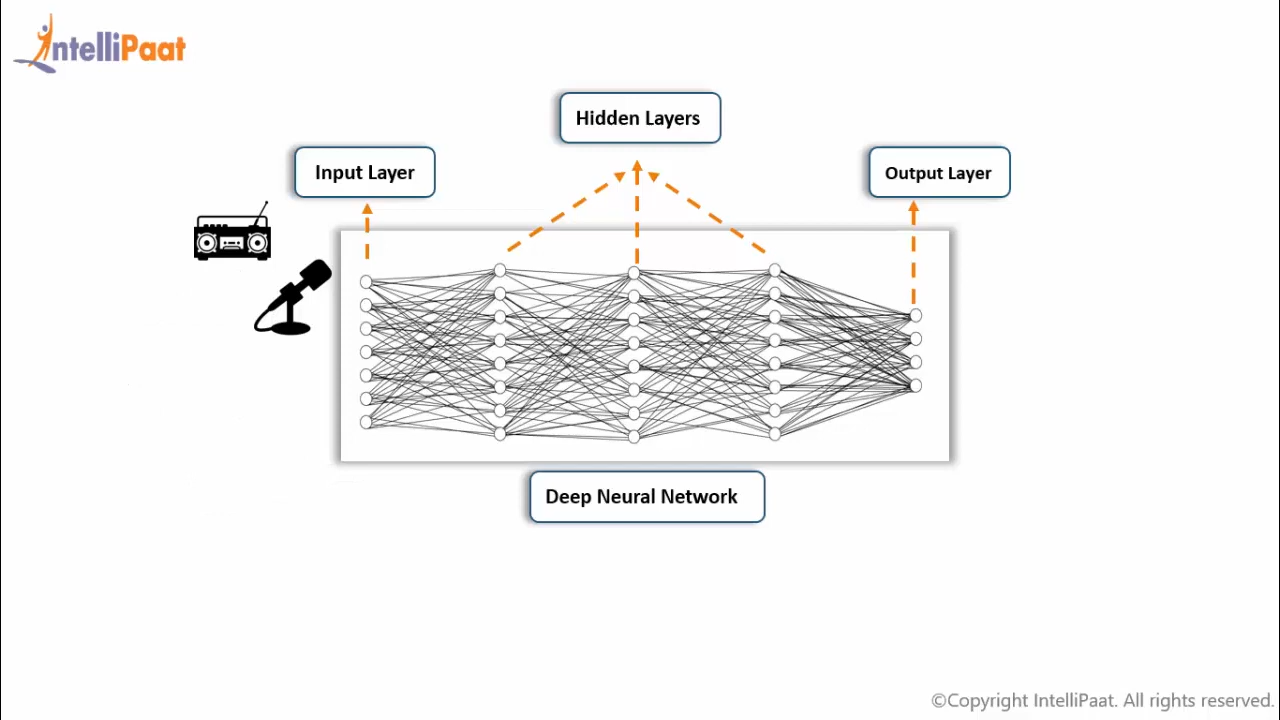 IntelliPaat
Hidden Layers
Input Layer
Output Layer
Deep Neural Network
©Copyright IntelliPaat. All rights reserved.